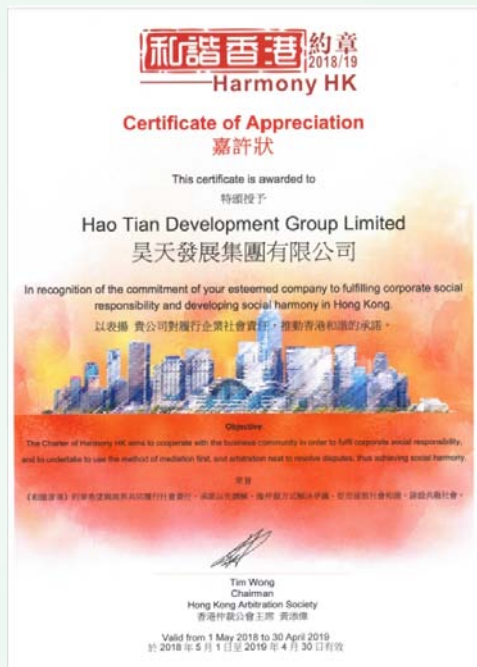 和諧香港 約章
2018/19
Harmony HK
Certificate of Appreciation
嘉許狀
This certificate is awarded to
特頒授予
Hao Tian Development Group Limited
昊天發展集團有限公司
In recognition of the commitment of your esteemed company to fulfilling corporate social
responsibility and developing social harmony in Hong Kong.
以表揚 貴公司對履行企業社會責任，推動香港和諧的承諾。
Objective
The Charter of Harmony HK aims to cooperate with the business community in order to fulfil corporate social responsibility,
and to undertake to use the method of mediation first, and arbitration next to resolve disputes, thus achieving social harmony.
Tim Wong
Chairman
Hong Kong Arbitration Society
香港仲裁公會主席 黃添偉
Valid from 1 May 2018 to 30 April 2019
於 2018 年 5 月 1 日至 2019 年 4 月 30 日有效